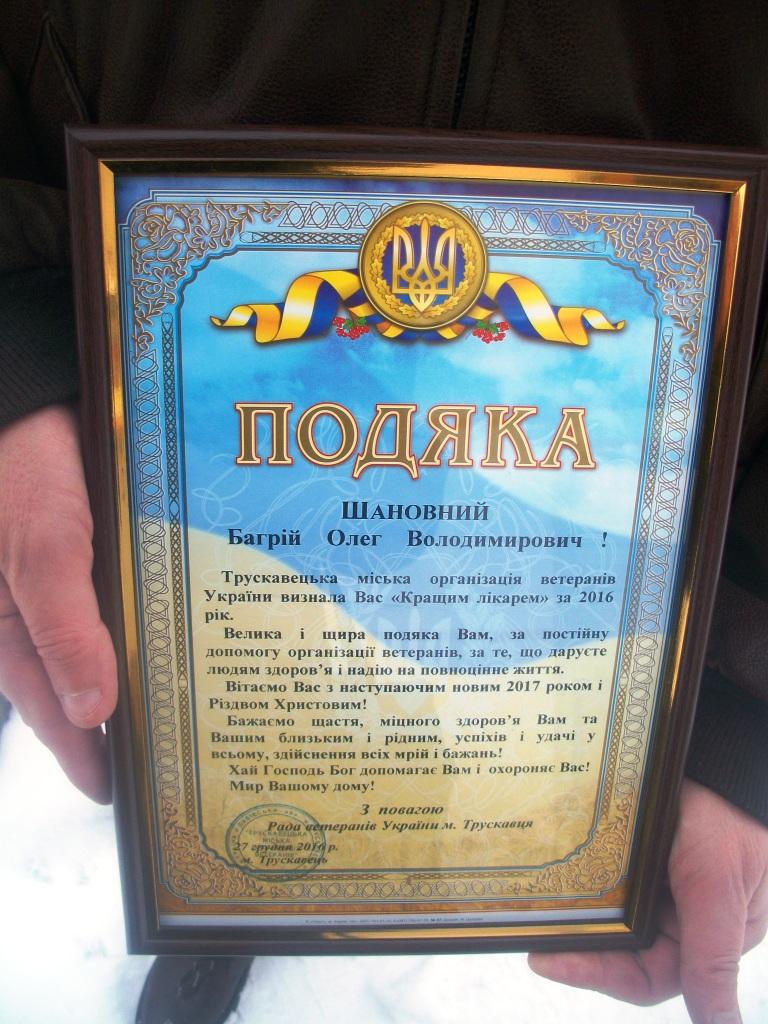 ПОДЯКА
ШАНОВНИЙ
Багрій Олег Володимирович !
Трускавецька міська організація ветеранів
України визнала Вас «Кращим лікарем» за 2016
рік.
Велика і щира подяка Вам, за постійну
допомогу організації ветеранів, за те, що даруєте
людям здоров'я і надію на повноцінне життя.
Вітаємо Вас з наступаючим новим 2017 роком і
Різдвом Христовим!
Бажаємо щастя, міцного здоров'я Вам та
Вашим близьким і рідним, успіхів і удачі у
всьому, здійснення всіх мрій і бажань!
Хай Господь Бог допомагає Вам і охороняє Вас!
Мир Вашому дому!
З повагою
Рада ветеранів України м. Трускавця
27 грудня 2016 р.
м. Трускавець
"ТРУСКАВЕЦЬКА
МІСЬКА
ВЕТЕРАНІВ"